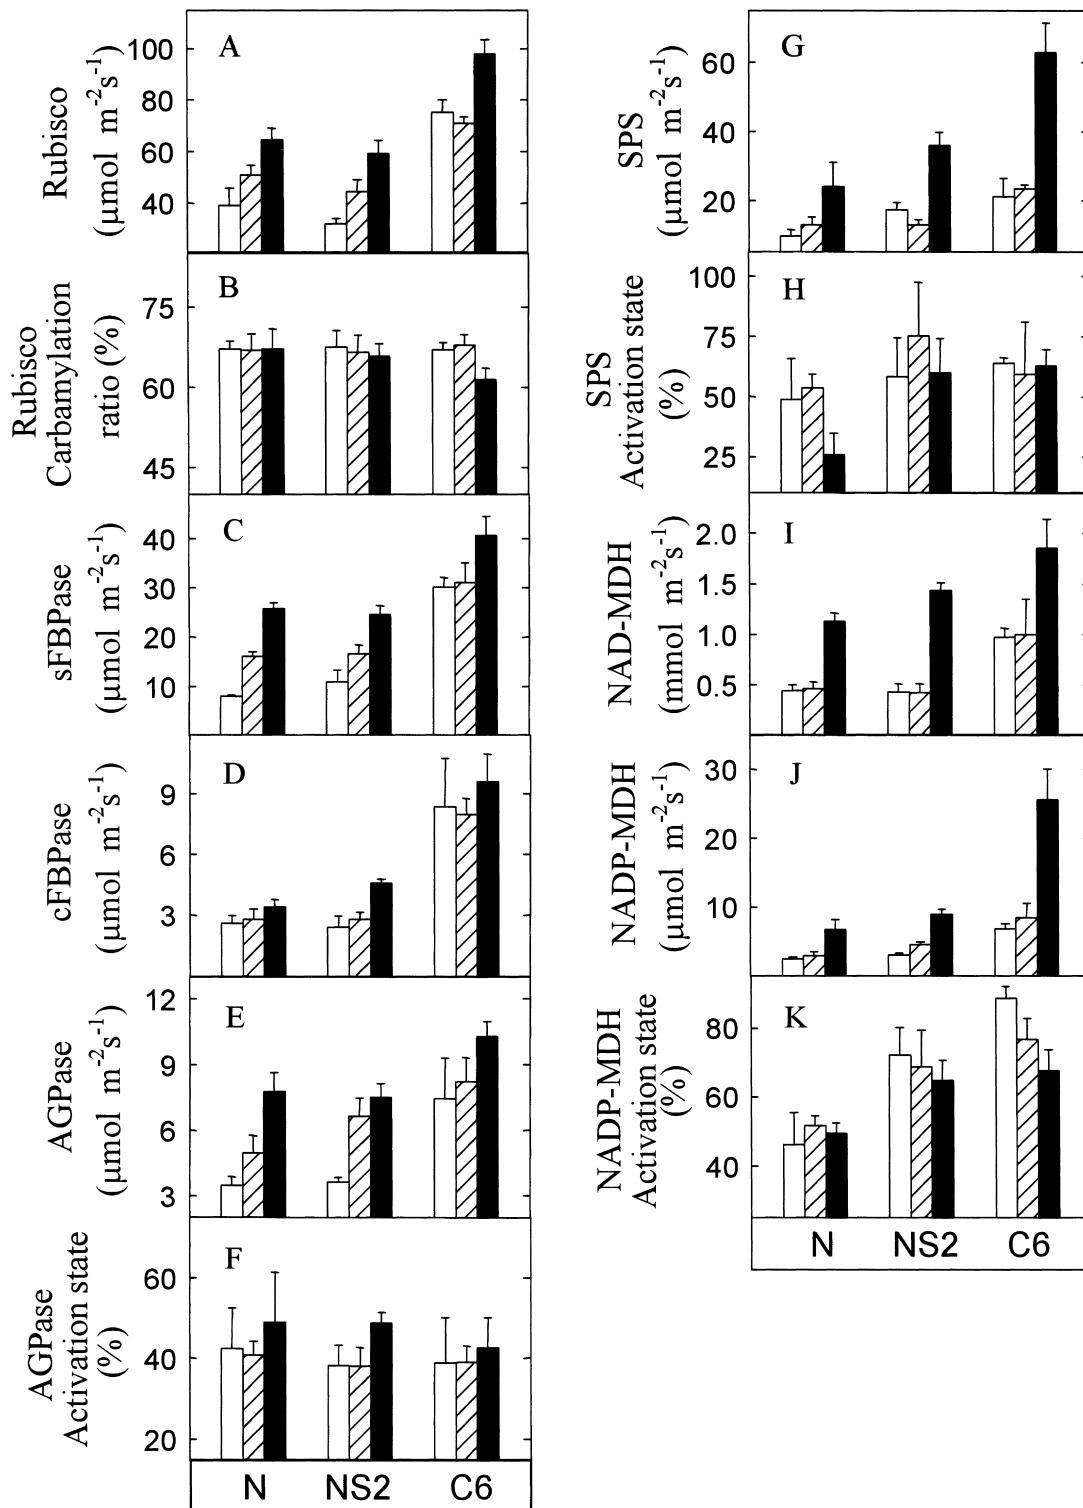 A
Rubisco
(µmol m⁻²s⁻¹)
100
80
60
40
B
Rubisco
Carbamylation
ratio (%)
75
60
45
C
sFBPase
(µmol m⁻²s⁻¹)
40
30
20
10
D
cFBPase
(µmol m⁻²s⁻¹)
9
6
3
E
AGPase
(µmol m⁻²s⁻¹)
12
9
6
3
F
AGPase
Activation state
(%)
60
40
20
N NS2 C6
G
SPS
(µmol m⁻²s⁻¹)
60
40
20
H
SPS
Activation state
(%)
100
75
50
25
I
NAD-MDH
(mmol m⁻²s⁻¹)
2.0
1.5
1.0
0.5
J
NADP-MDH
(µmol m⁻²s⁻¹)
30
20
10
K
NADP-MDH
Activation state
(%)
80
60
40
N NS2 C6